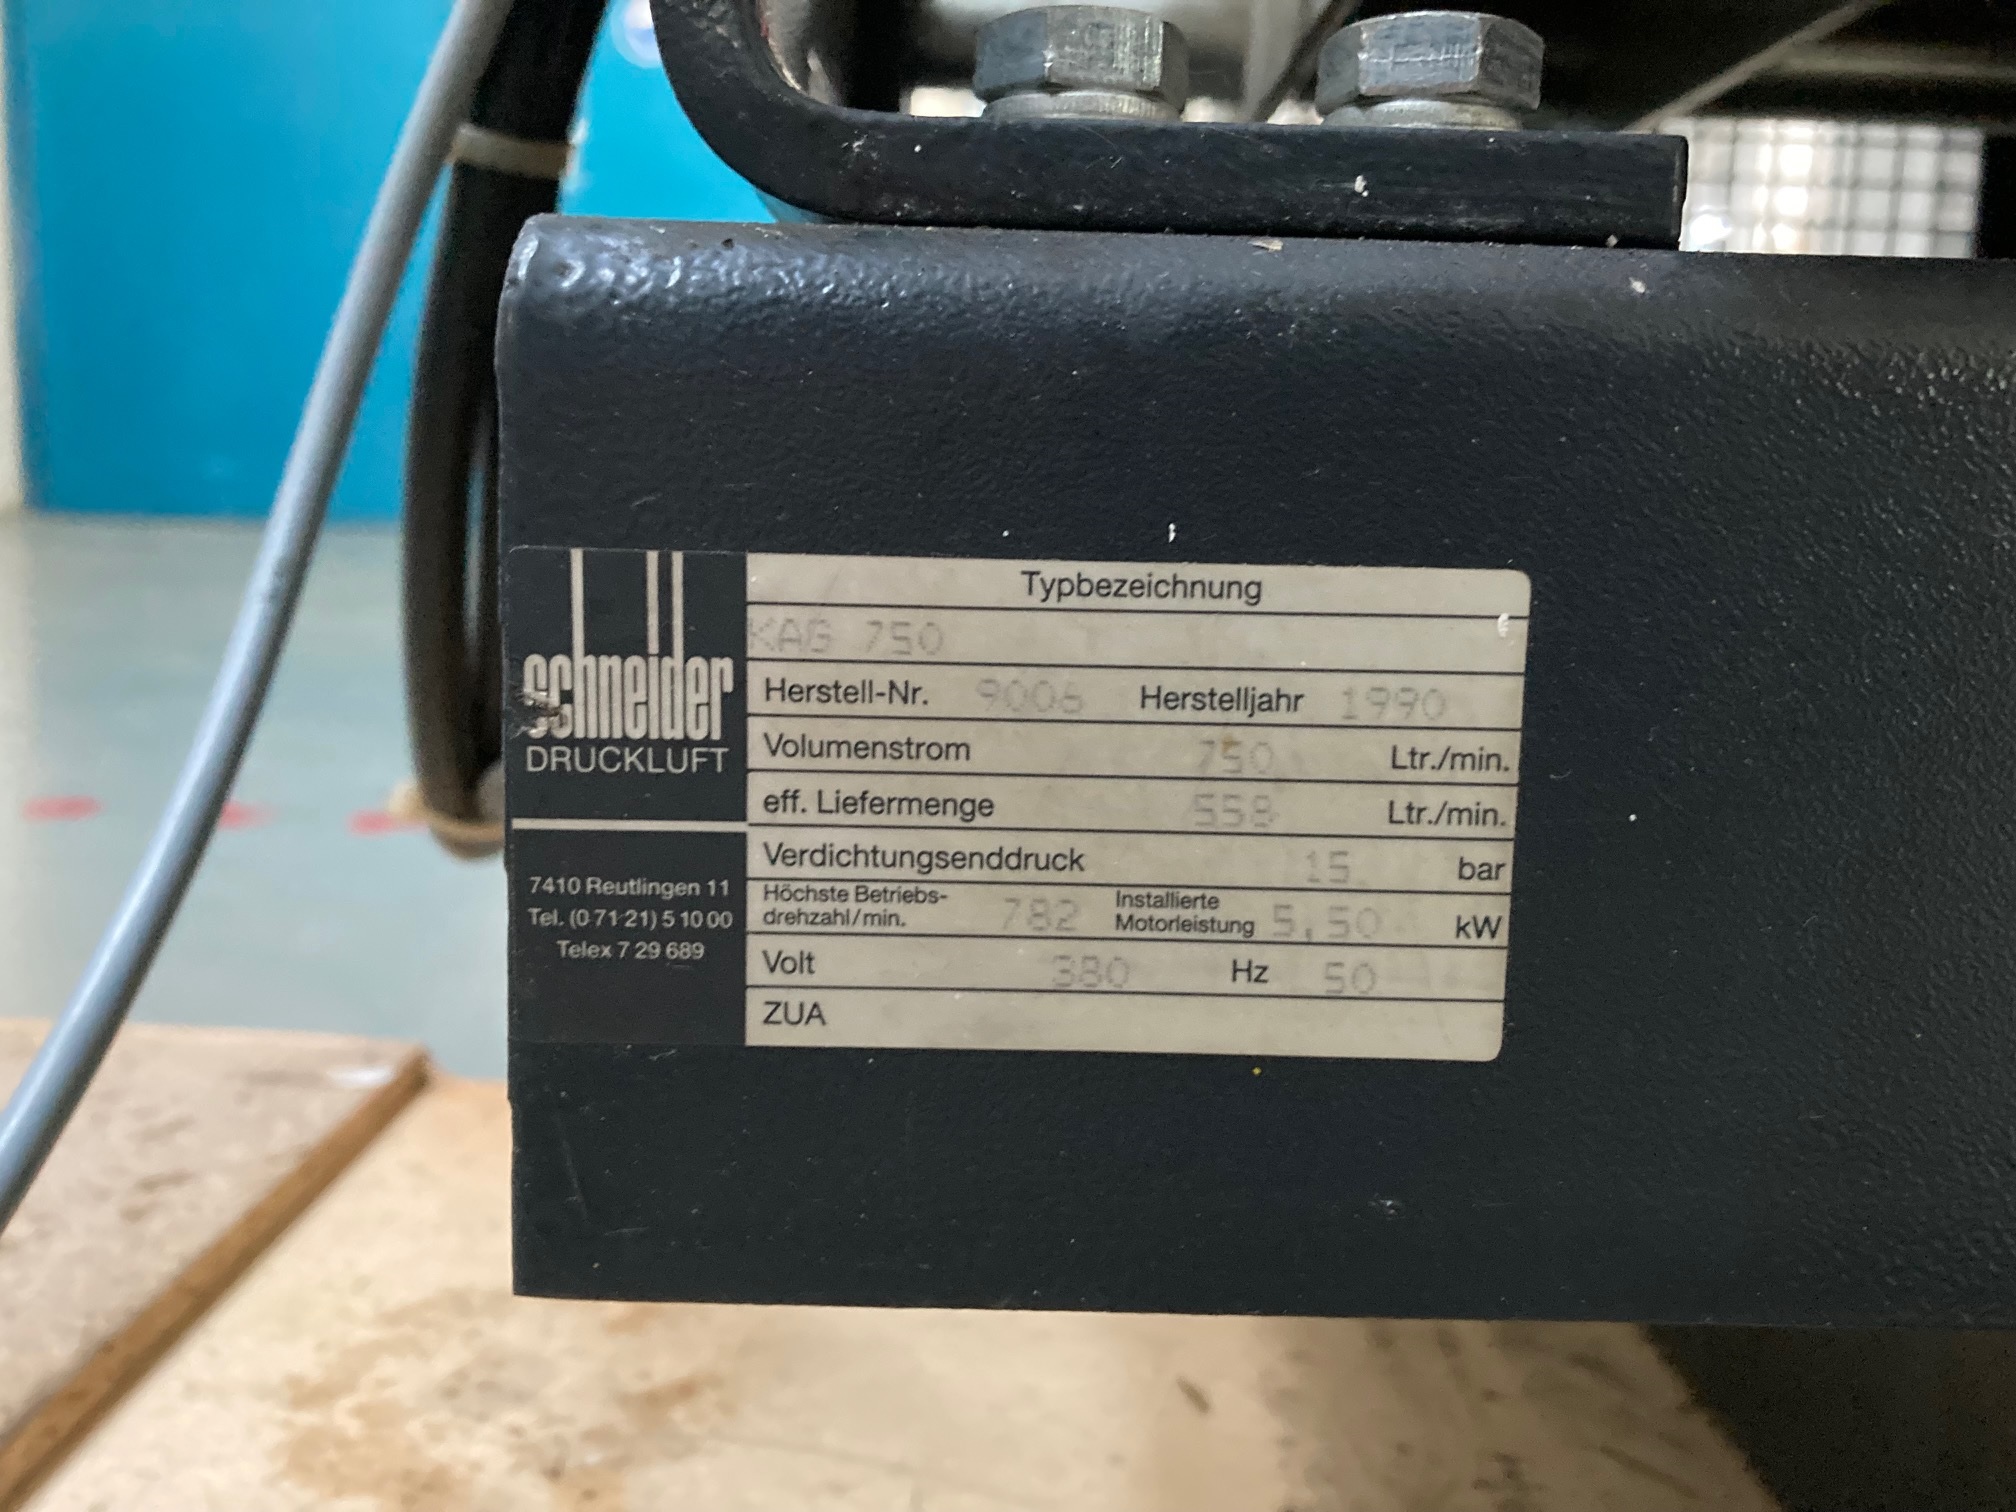 schneider
DRUCKLUFT
7410 Reutlingen 11
Tel. (0 71 21) 5 10 00
Telex 7 29 689
Typbezeichnung
KAG 750
Herstell-Nr. 9006 Herstelljahr 1990
Volumenstrom 750 Ltr./min.
eff. Liefermenge 558 Ltr./min.
Verdichtungsenddruck 15 bar
Höchste Betriebs-
drehzahl/min. 782 Installierte
Motorleistung 5,50 kW
Volt 380 Hz 50
ZUA